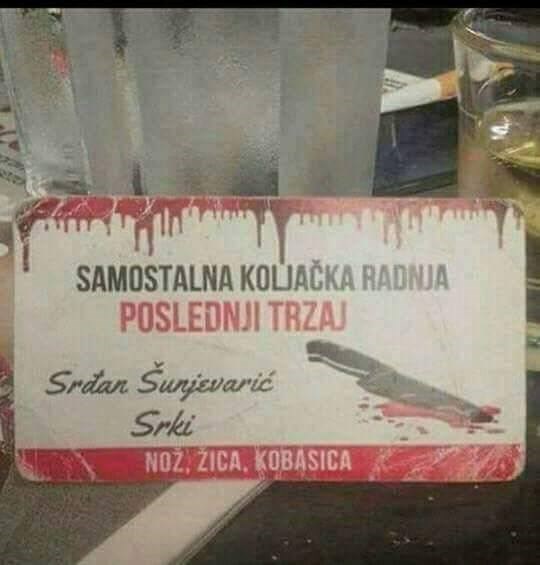 SAMOSTALNA KOLJAČKA RADNJA
POSLEDNJI TRZAJ
Srđan Šunjevarić
Srki
NOŽ, ŽICA, KOBASICA